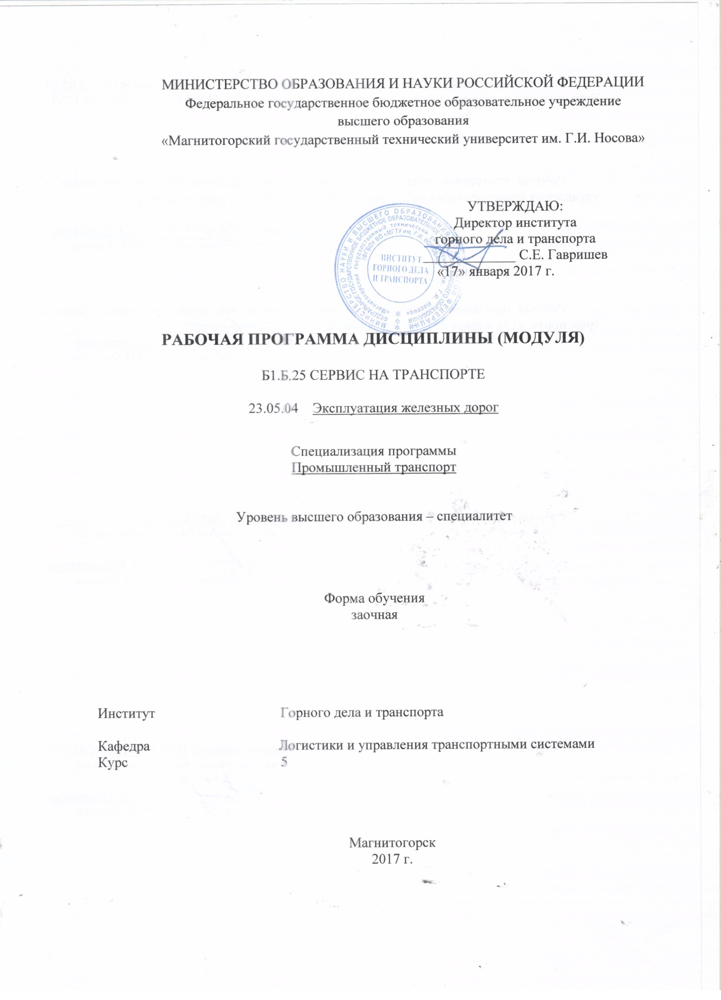 МИНИСТЕРСТВО ОБРАЗОВАНИЯ И НАУКИ РОССИЙСКОЙ ФЕДЕРАЦИИ
Федеральное государственное бюджетное образовательное учреждение
высшего образования
«Магнитогорский государственный технический университет им. Г.И. Носова»
УТВЕРЖДАЮ:
Директор института
горного дела и транспорта
С.Е. Гавришев
«17» января 2017 г.
ИНСТИТУТ
ГОРНОГО ДЕЛА
И ТРАНСПОРТА
РАБОЧАЯ ПРОГРАММА ДИСЦИПЛИНЫ (МОДУЛЯ)
Б1.Б.25 СЕРВИС НА ТРАНСПОРТЕ
23.05.04 Эксплуатация железных дорог
Специализация программы
Промышленный транспорт
Уровень высшего образования – специалитет
Форма обучения
заочная
Институт Горного дела и транспорта
Кафедра Логистики и управления транспортными системами
Курс 5
Магнитогорск
2017 г.